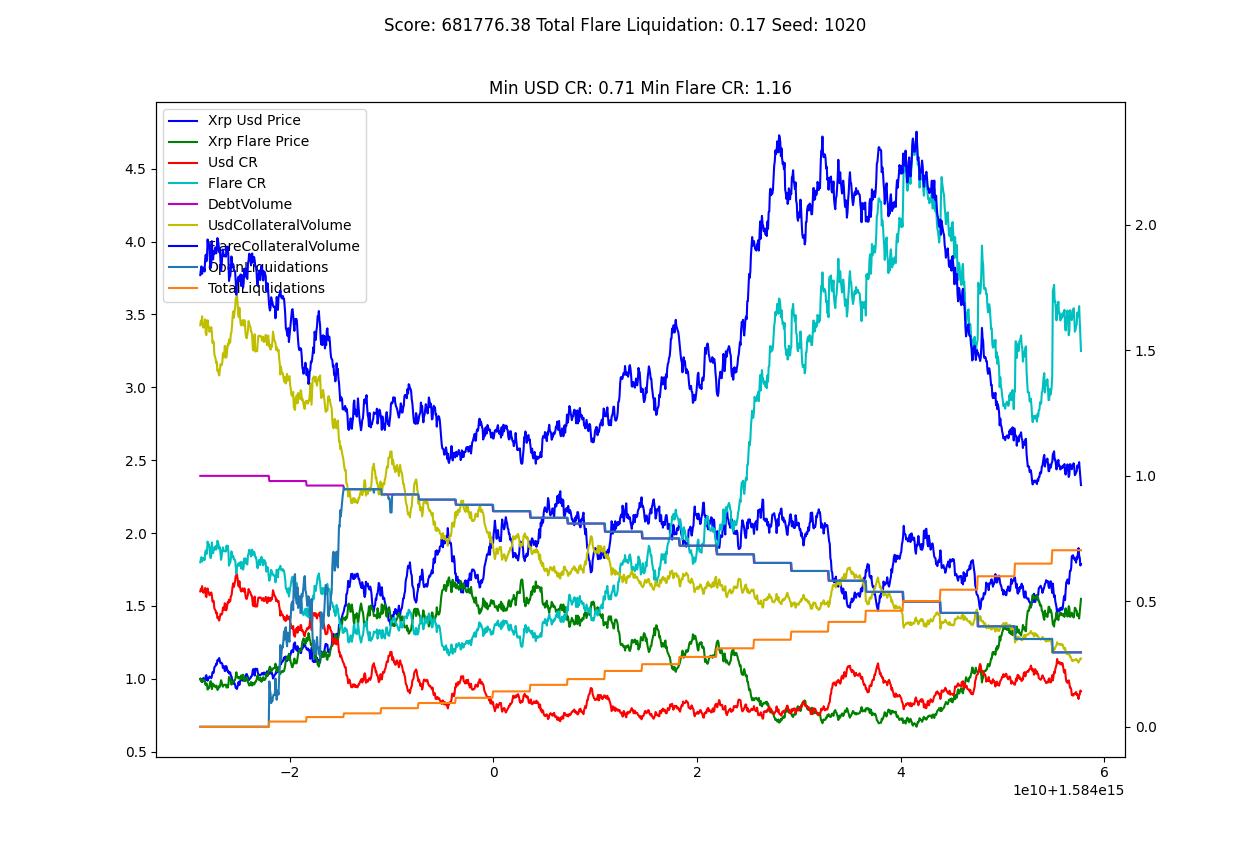 Score: 681776.38 Total Flare Liquidation: 0.17 Seed: 1020
Min USD CR: 0.71 Min Flare CR: 1.16
Xrp Usd Price
Xrp Flare Price
Usd CR
Flare CR
DebtVolume
UsdCollateralVolume
FlareCollateralVolume
OpenLiquidations
TotalLiquidations
4.5
4.0
3.5
3.0
2.5
2.0
1.5
1.0
0.5
2.0
1.5
1.0
0.5
0.0
−2
0
2
4
6
1e10+1.584e15